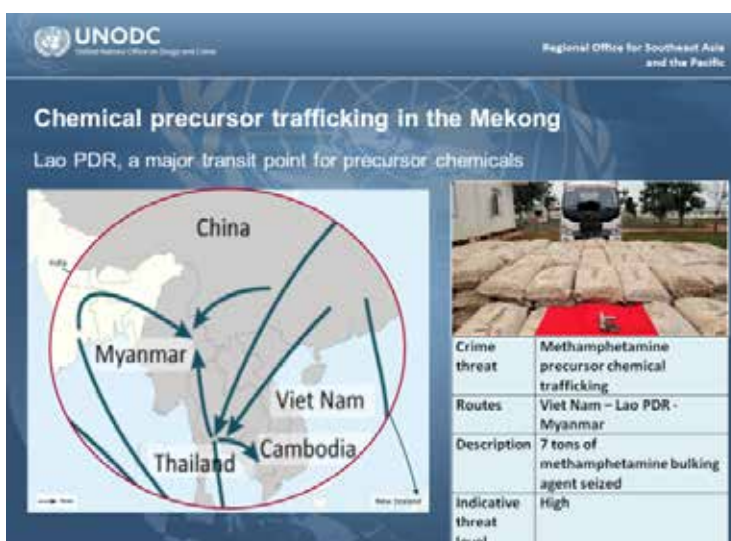 UNODC
United Nations Office on Drugs and Crime
Regional Office for Southeast Asia
and the Pacific
Chemical precursor trafficking in the Mekong
Lao PDR, a major transit point for precursor chemicals
China
India
Myanmar
Viet Nam
Thailand
Cambodia
New Zealand
Crime threat
Methamphetamine precursor chemical trafficking
Routes
Viet Nam – Lao PDR - Myanmar
Description
7 tons of methamphetamine bulking agent seized
Indicative threat level
High